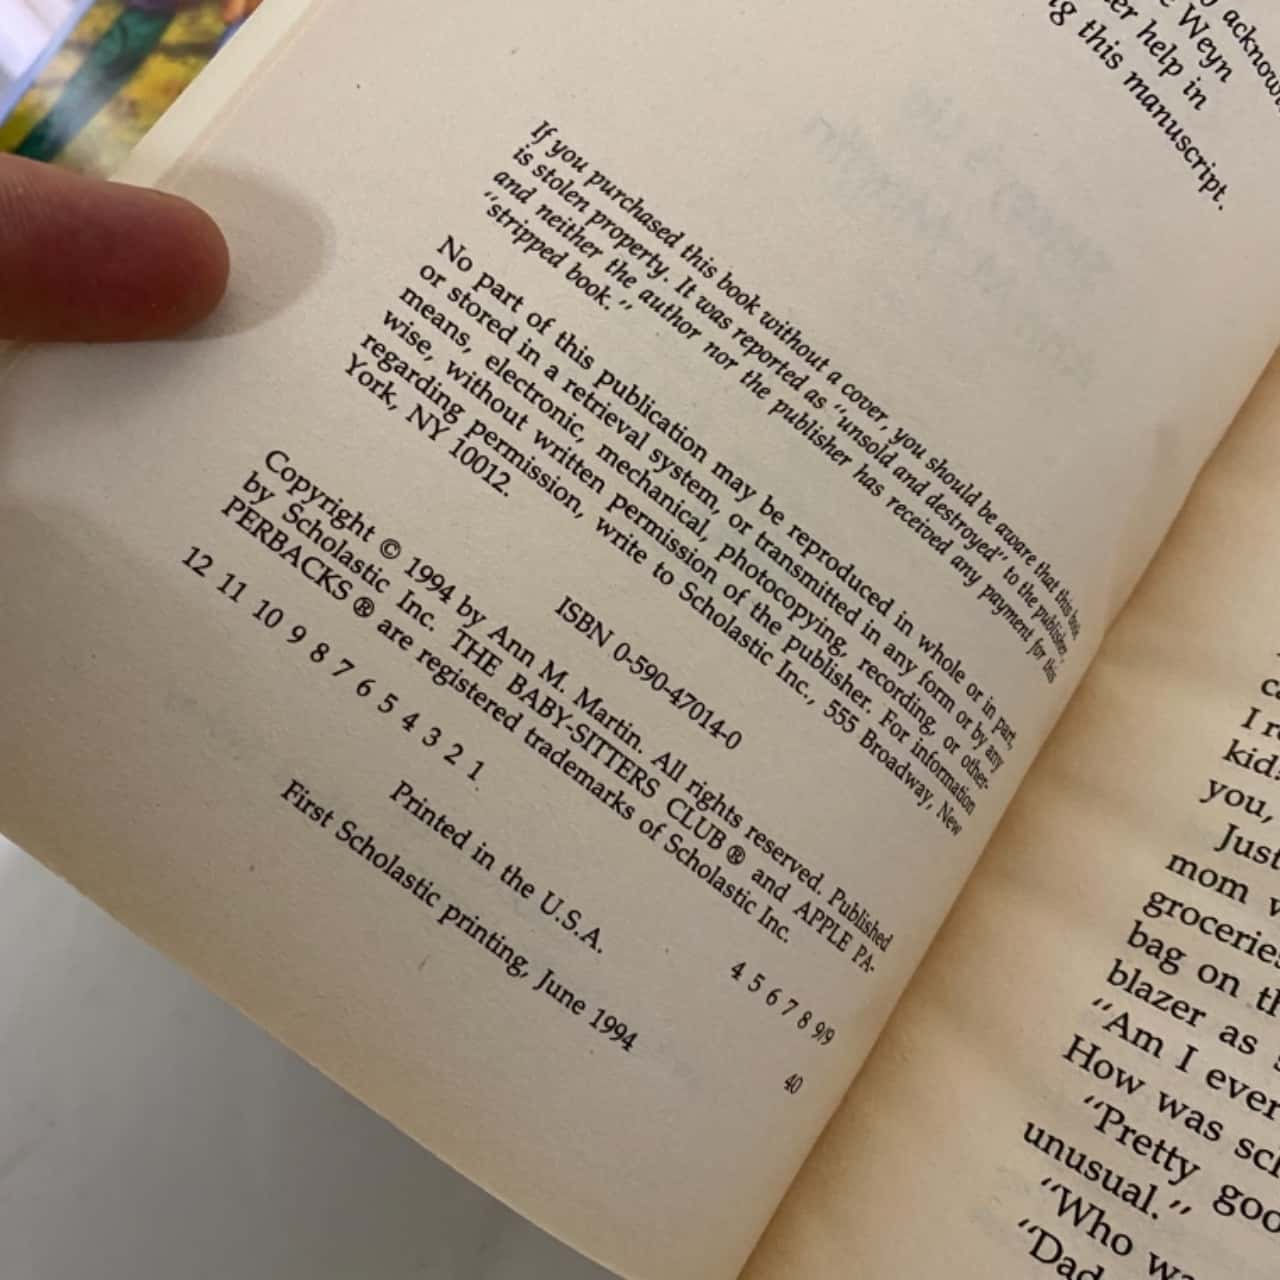 acknow
Weyn
er help in
g this manuscript.
If you purchased this book without a cover, you should be aware that this book
is stolen property. It was reported as "unsold and destroyed" to the publisher,
and neither the author nor the publisher has received any payment for this
"stripped book."
No part of this publication may be reproduced in whole or in part,
or stored in a retrieval system, or transmitted in any form or by any
means, electronic, mechanical, photocopying, recording, or other-
wise, without written permission of the publisher. For information
regarding permission, write to Scholastic Inc., 555 Broadway, New
York, NY 10012.
ISBN 0-590-47014-0
Copyright © 1994 by Ann M. Martin. All rights reserved. Published
by Scholastic Inc. THE BABY-SITTERS CLUB ® and APPLE PA-
PERBACKS ® are registered trademarks of Scholastic Inc.
12 11 10 9 8 7 6 5 4 3 2 1 4 5 6 7 8 9/9
Printed in the U.S.A. 40
First Scholastic printing, June 1994
c
I r
kid
you,
Just
mom w
groceries
bag on th
blazer as
"Am I ever
How was sch
"Pretty goo
unusual."
"Who wa
"Dad